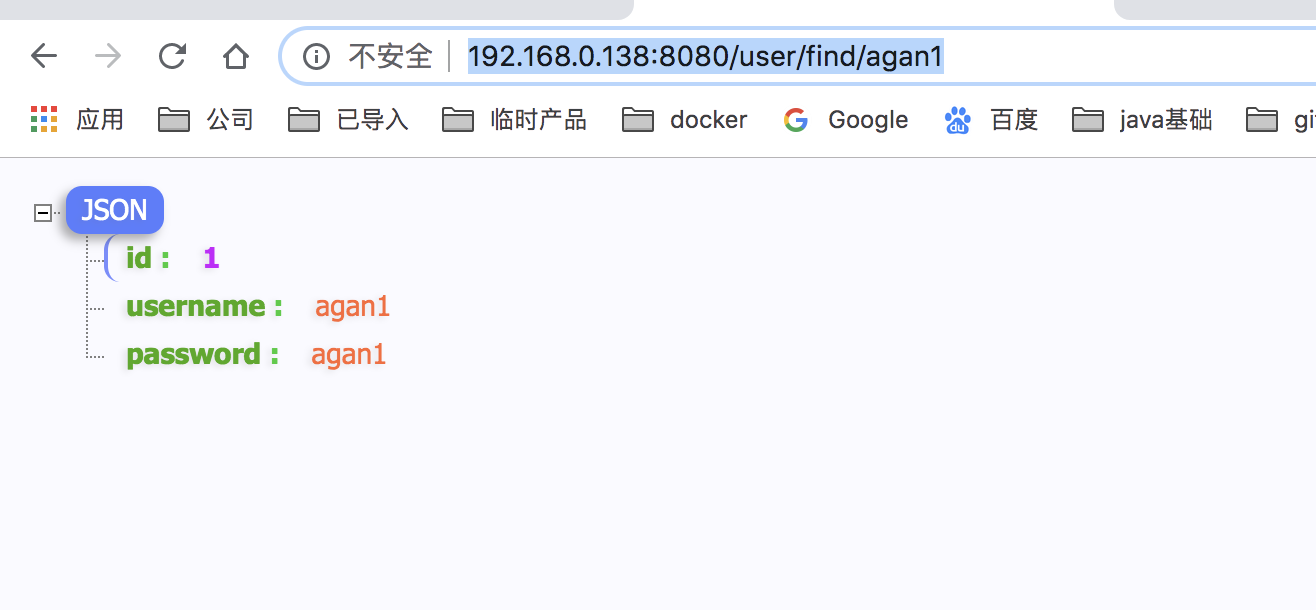 不安全 192.168.0.138:8080/user/find/agan1
应用 公司 已导入 临时产品 docker Google du 百度 java基础 gi
JSON
id : 1
username : agan1
password : agan1